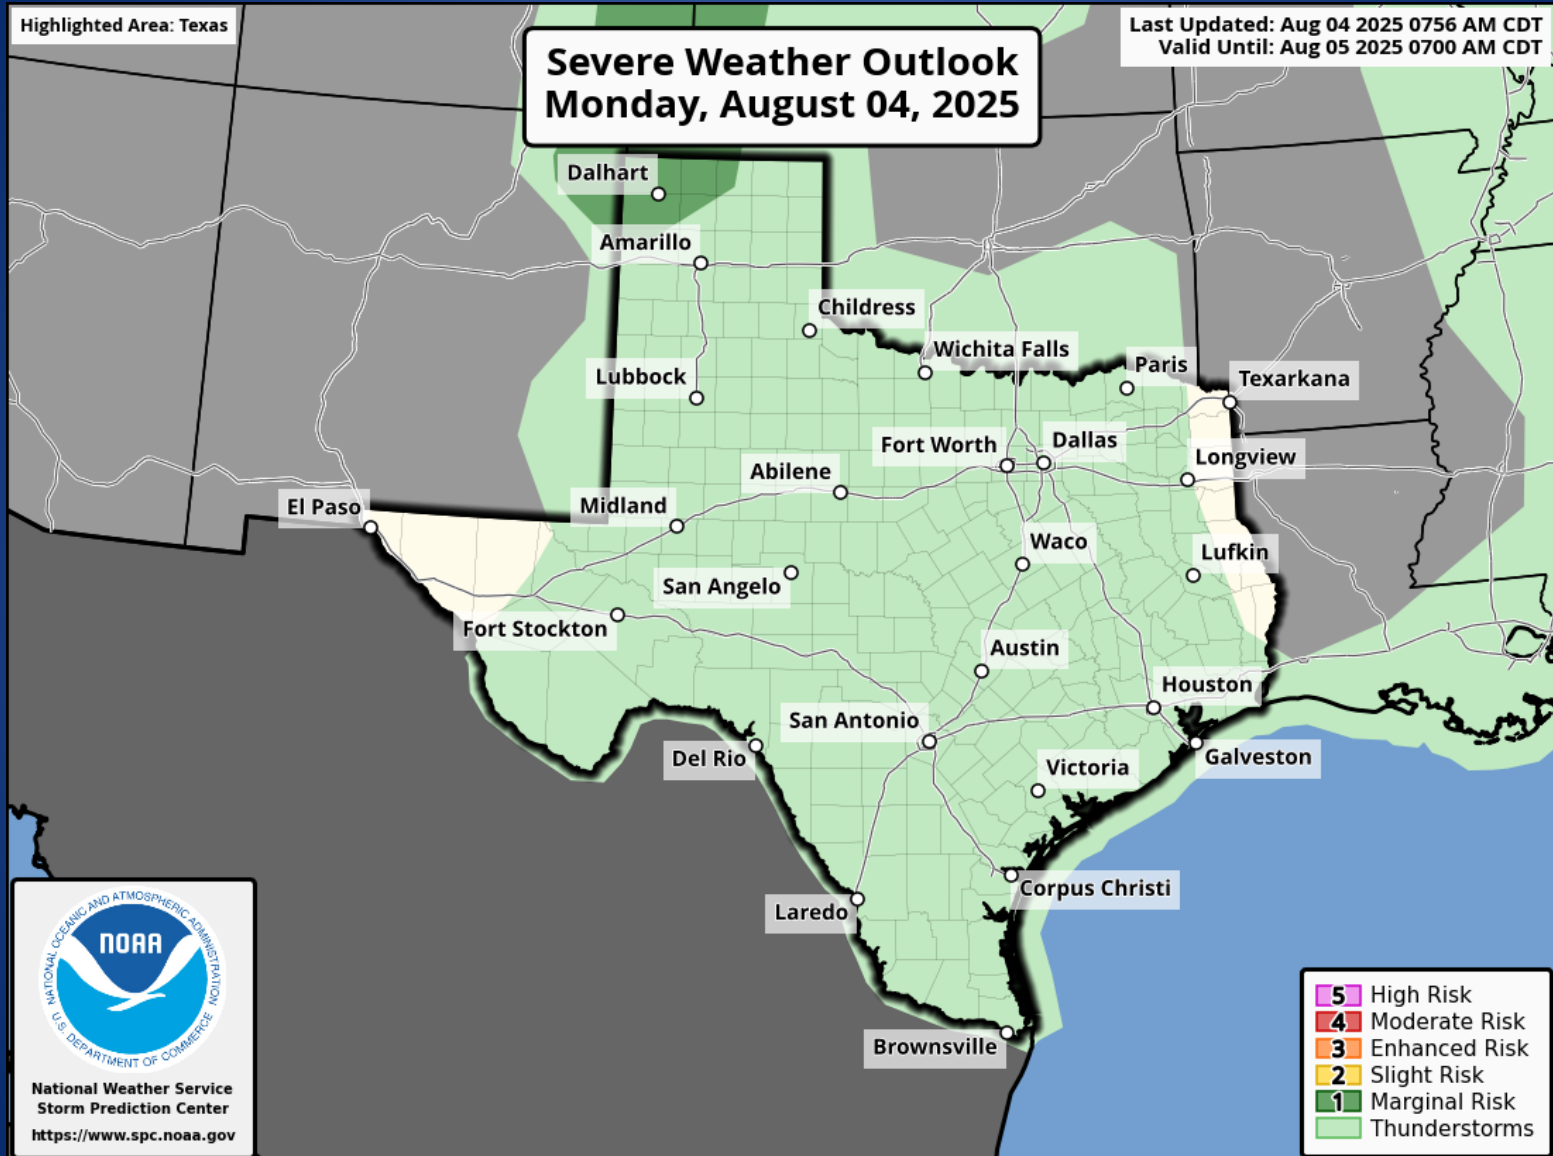 Highlighted Area: Texas
Severe Weather Outlook
Monday, August 04, 2025
Last Updated: Aug 04 2025 0756 AM CDT
Valid Until: Aug 05 2025 0700 AM CDT
Dalhart
Amarillo
Childress
Wichita Falls
Paris
Texarkana
Lubbock
Fort Worth
Dallas
Longview
Abilene
El Paso
Midland
Waco
Lufkin
San Angelo
Fort Stockton
Austin
Houston
San Antonio
Del Rio
Galveston
Victoria
Corpus Christi
Laredo
Brownsville
NATIONAL OCEANIC AND ATMOSPHERIC ADMINISTRATION
NOAA
U.S. DEPARTMENT OF COMMERCE
National Weather Service
Storm Prediction Center
https://www.spc.noaa.gov
5 High Risk
4 Moderate Risk
3 Enhanced Risk
2 Slight Risk
1 Marginal Risk
Thunderstorms